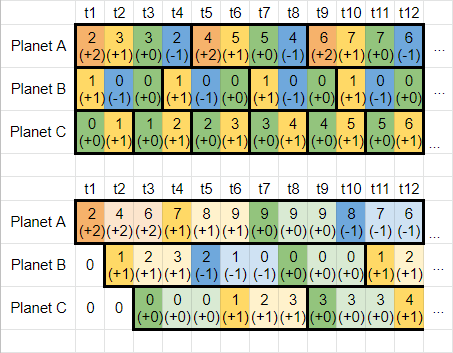 t1 t2 t3 t4 t5 t6 t7 t8 t9 t10 t11 t12
Planet A 2 3 3 2 4 5 5 4 6 7 7 6 ...
(+2) (+1) (+0) (-1) (+2) (+1) (+0) (-1) (+2) (+1) (+0) (-1)
Planet B 1 0 0 1 0 0 1 0 0 1 0 0 ...
(+1) (-1) (+0) (+1) (-1) (+0) (+1) (-1) (+0) (+1) (-1) (+0)
Planet C 0 1 1 2 2 3 3 4 4 5 5 6 ...
(+0) (+1) (+0) (+1) (+0) (+1) (+0) (+1) (+0) (+1) (+0) (+1)
t1 t2 t3 t4 t5 t6 t7 t8 t9 t10 t11 t12
Planet A 2 4 6 7 8 9 9 9 9 8 7 6 ...
(+2) (+2) (+2) (+1) (+1) (+1) (+0) (+0) (+0) (-1) (-1) (-1)
Planet B 0 1 2 3 2 1 0 0 0 0 1 2 ...
(+1) (+1) (+1) (-1) (-1) (-1) (+0) (+0) (+0) (+1) (+1)
Planet C 0 0 0 0 0 1 2 3 3 3 3 4 ...
(+0) (+0) (+0) (+1) (+1) (+1) (+0) (+0) (+0) (+1)